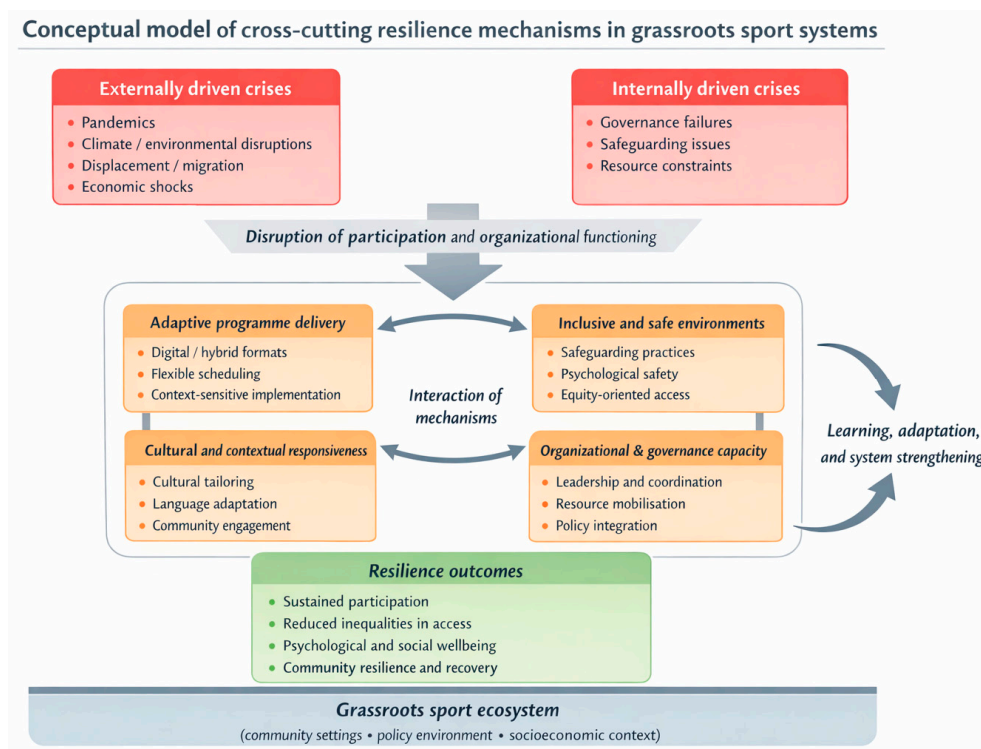 Conceptual model of cross-cutting resilience mechanisms in grassroots sport systems
Externally driven crises
• Pandemics
• Climate / environmental disruptions
• Displacement / migration
• Economic shocks
Internally driven crises
• Governance failures
• Safeguarding issues
• Resource constraints
Disruption of participation and organizational functioning
Adaptive programme delivery
• Digital / hybrid formats
• Flexible scheduling
• Context-sensitive implementation
Inclusive and safe environments
• Safeguarding practices
• Psychological safety
• Equity-oriented access
Interaction of
mechanisms
Cultural and contextual responsiveness
• Cultural tailoring
• Language adaptation
• Community engagement
Organizational & governance capacity
• Leadership and coordination
• Resource mobilisation
• Policy integration
Learning, adaptation,
and system strengthening
Resilience outcomes
• Sustained participation
• Reduced inequalities in access
• Psychological and social wellbeing
• Community resilience and recovery
Grassroots sport ecosystem
(community settings • policy environment • socioeconomic context)